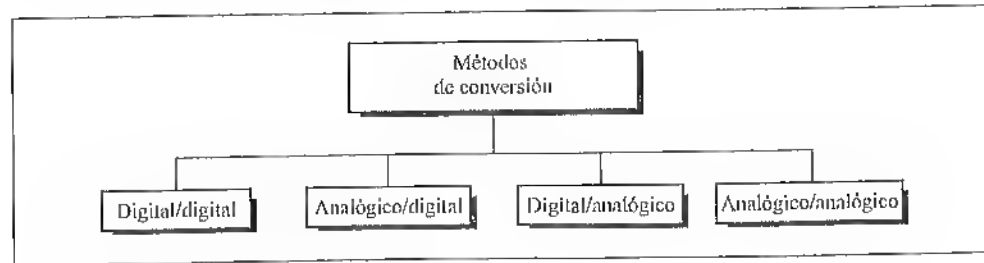 Métodos
de conversión
Digital/digital
Analógico/digital
Digital/analógico
Analógico/analógico